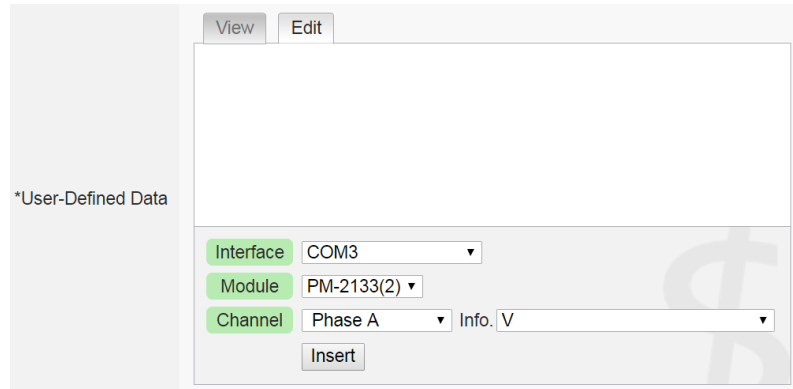 View Edit
*User-Defined Data
Interface COM3
Module PM-2133(2)
Channel Phase A Info. V
Insert
$